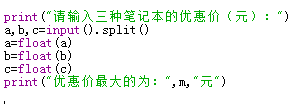 print("请输入三种笔记本的优惠价（元）：")
a,b,c=input().split()
a=float(a)
b=float(b)
c=float(c)
print("优惠价最大的为：",m,"元")